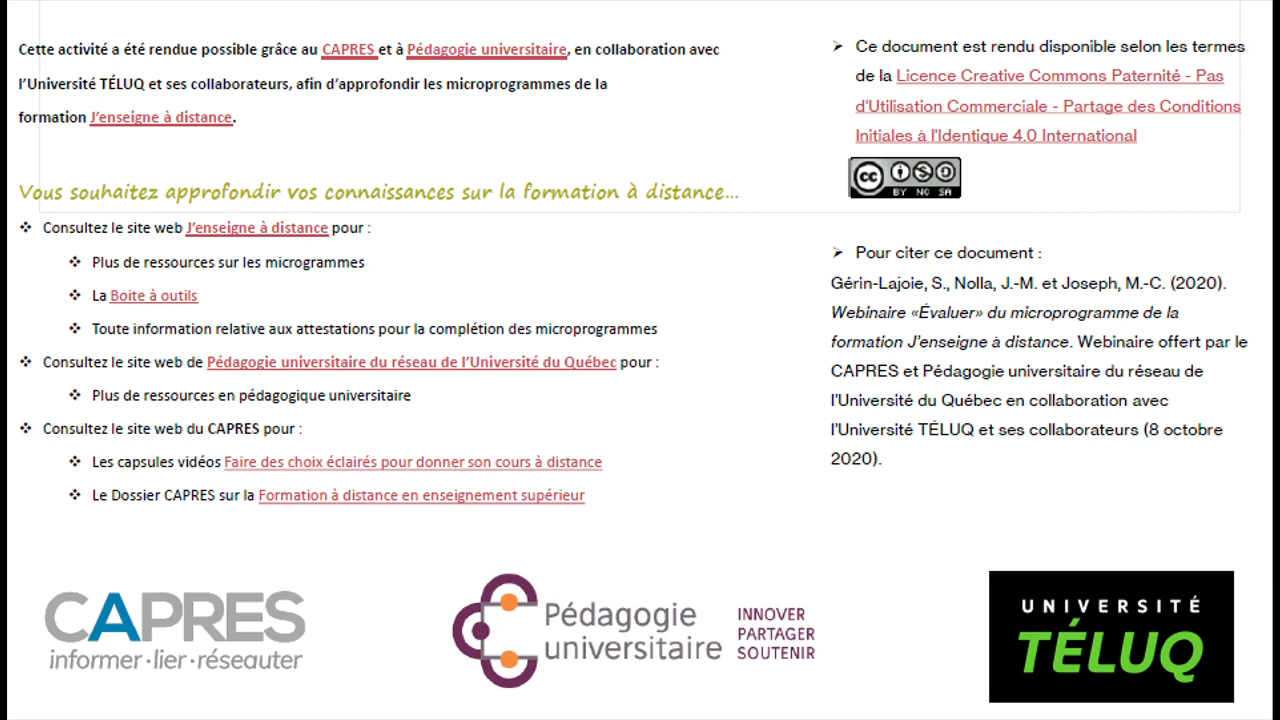 Cette activité a été rendue possible grâce au CAPRES et à Pédagogie universitaire, en collaboration avec
l’Université TÉLUQ et ses collaborateurs, afin d’approfondir les microprogrammes de la
formation J’enseigne à distance.
Vous souhaitez approfondir vos connaissances sur la formation à distance…
❖ Consultez le site web J’enseigne à distance pour :
❖ Plus de ressources sur les microgrammes
❖ La Boite à outils
❖ Toute information relative aux attestations pour la complétion des microprogrammes
❖ Consultez le site web de Pédagogie universitaire du réseau de l’Université du Québec pour :
❖ Plus de ressources en pédagogique universitaire
❖ Consultez le site web du CAPRES pour :
❖ Les capsules vidéos Faire des choix éclairés pour donner son cours à distance
❖ Le Dossier CAPRES sur la Formation à distance en enseignement supérieur
➢ Ce document est rendu disponible selon les termes
de la Licence Creative Commons Paternité - Pas
d'Utilisation Commerciale - Partage des Conditions
Initiales à l'Identique 4.0 International
cc
BY NC SA
➢ Pour citer ce document :
Gérin-Lajoie, S., Nolla, J.-M. et Joseph, M.-C. (2020).
Webinaire «Évaluer» du microprogramme de la
formation J’enseigne à distance. Webinaire offert par le
CAPRES et Pédagogie universitaire du réseau de
l’Université du Québec en collaboration avec
l’Université TÉLUQ et ses collaborateurs (8 octobre
2020).
CAPRES
informer·lier·réseauter
Pédagogie
universitaire
INNOVER
PARTAGER
SOUTENIR
UNIVERSITÉ
TÉLUQ